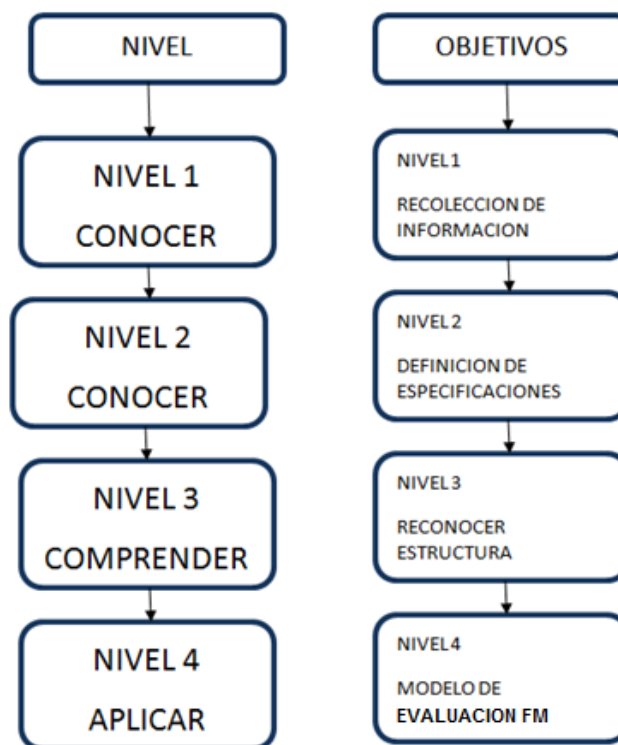 NIVEL
NIVEL 1
CONOCER
NIVEL 2
CONOCER
NIVEL 3
COMPRENDER
NIVEL 4
APLICAR
OBJETIVOS
NIVEL 1
RECOLECCION DE
INFORMACION
NIVEL 2
DEFINICION DE
ESPECIFICACIONES
NIVEL 3
RECONOCER
ESTRUCTURA
NIVEL 4
MODELO DE
EVALUACION FM